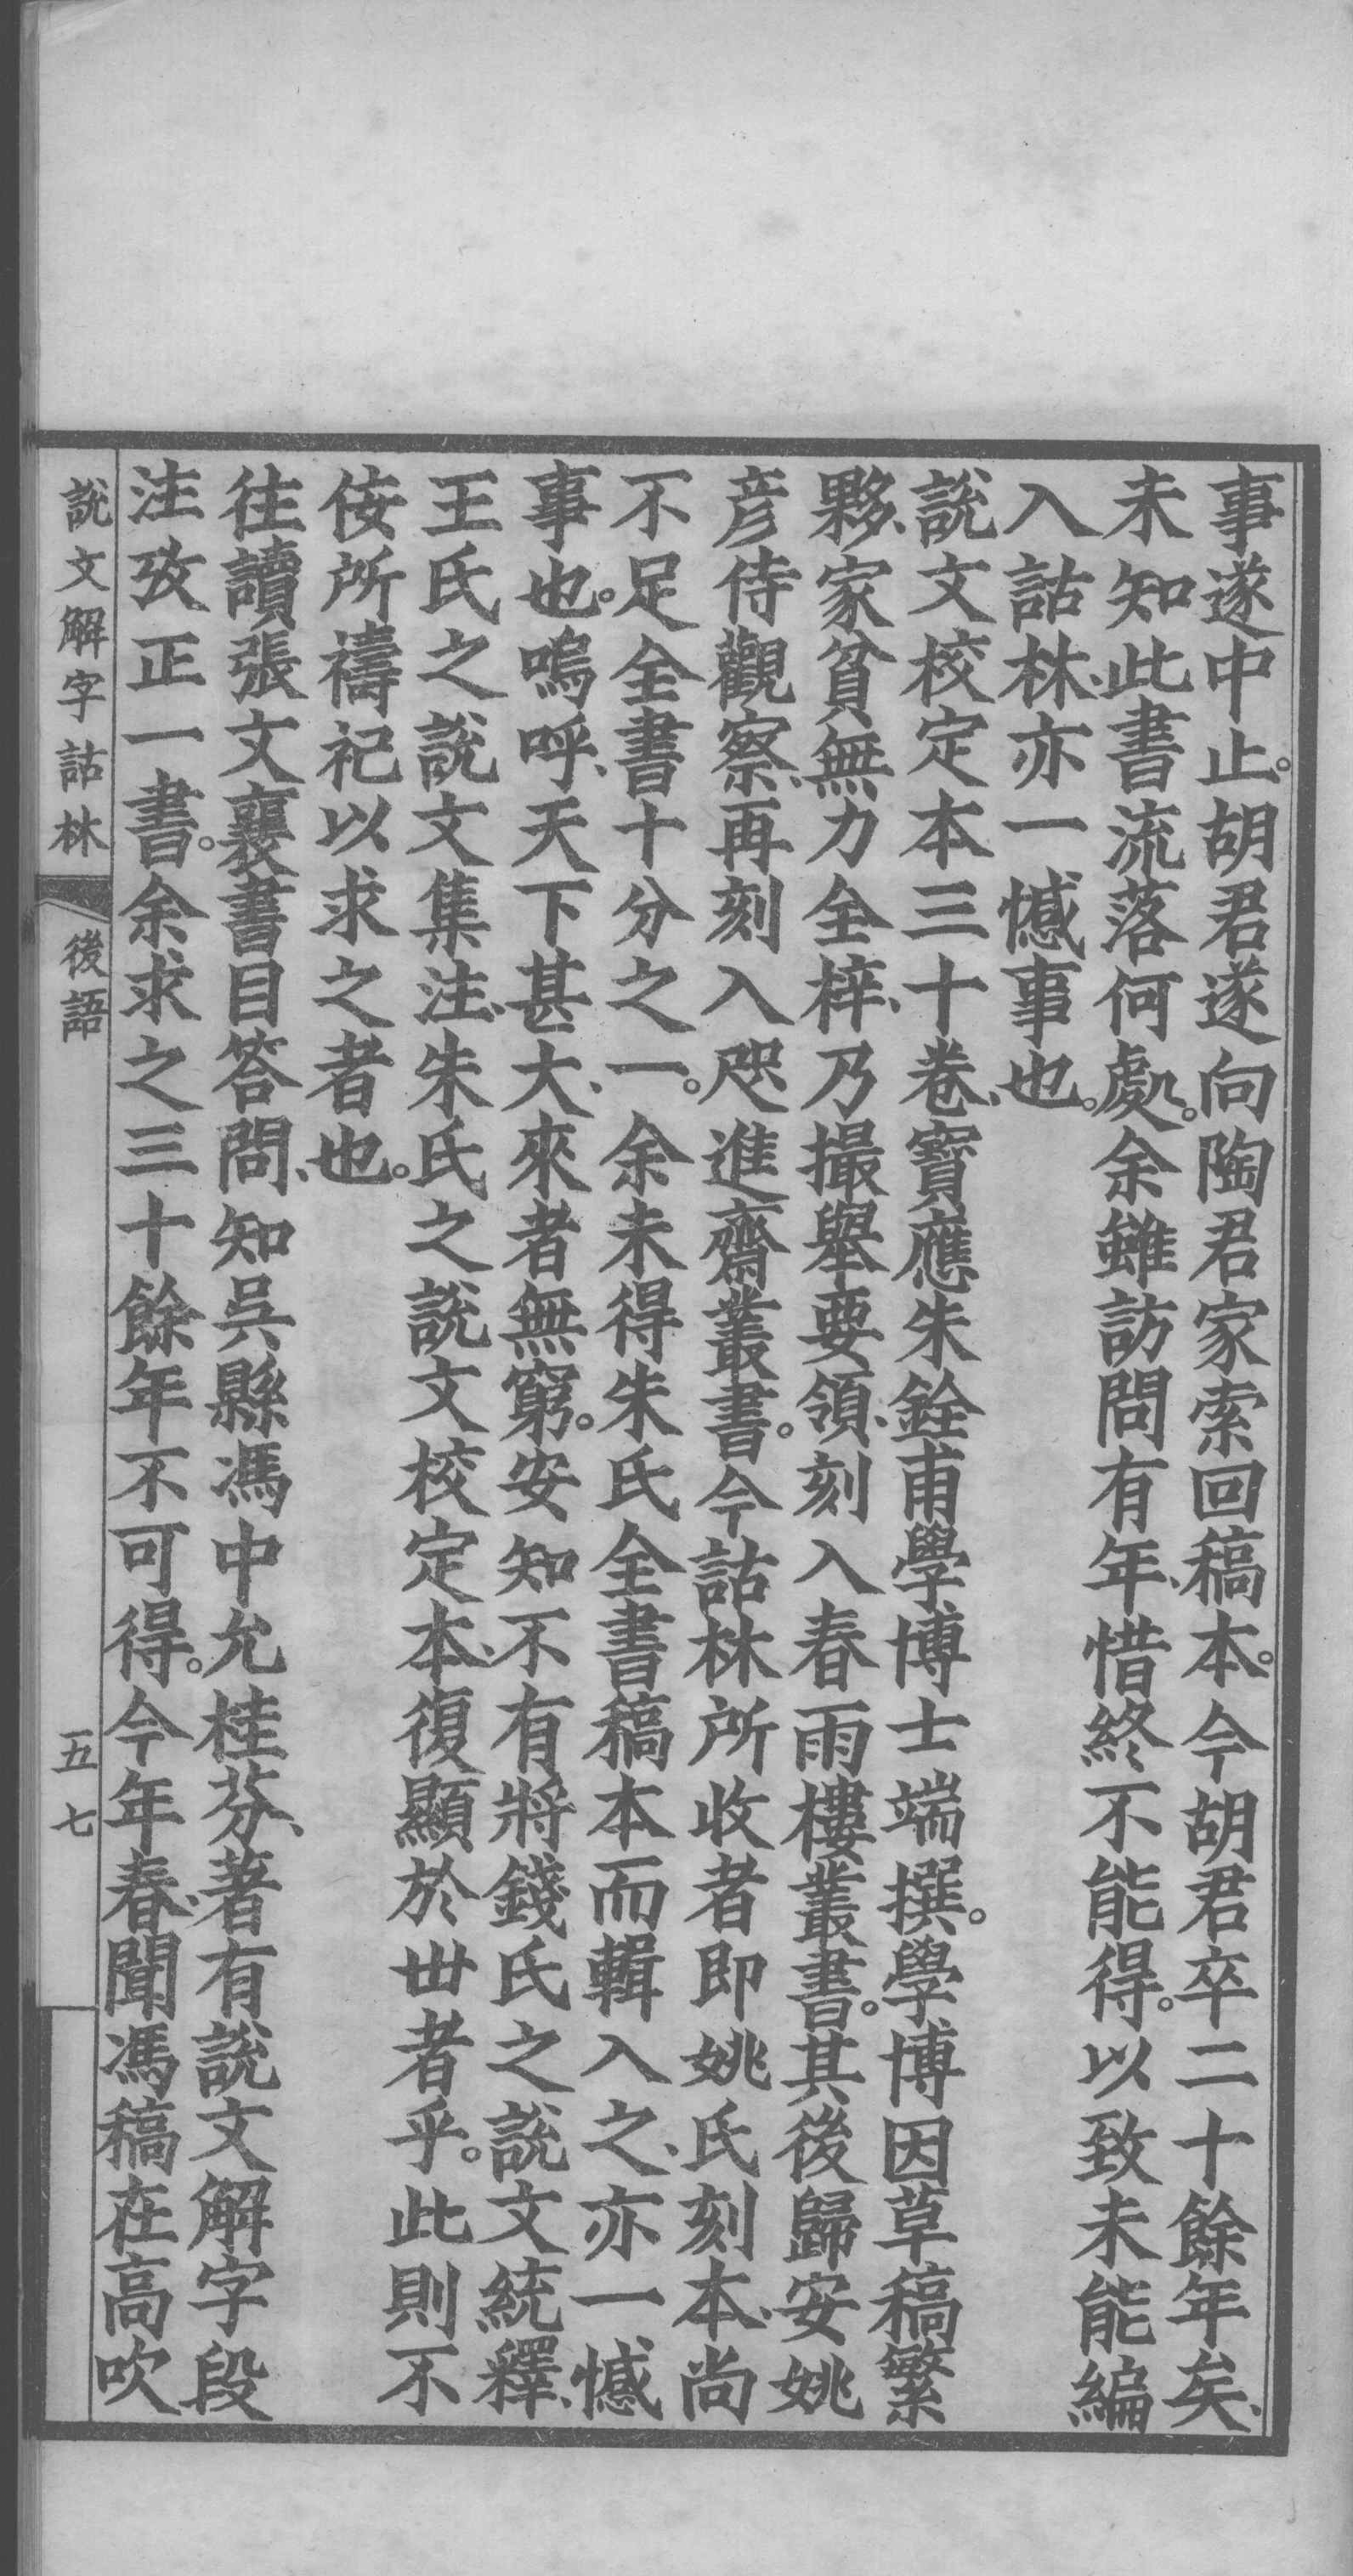 事遂中止。胡君遂向陶君家索回稿本。今胡君卒二十餘年矣、
未知此書流落何處。余雖訪問有年、惜終不能得。以致未能編
入詁林、亦一憾事也。
說文校定本三十卷、寶應朱銓甫學博士端撰。學博因草稿繁
夥、家貧無力全梓、乃撮舉要領、刻入春雨樓叢書。其後歸安姚
彥侍觀察、再刻入咫進齋叢書。今詁林所收者即姚氏刻本、尚
不足全書十分之一。余未得朱氏全書稿本而輯入之、亦一憾
事也。嗚呼、天下甚大、來者無窮。安知不有將錢氏之說文統釋、
王氏之說文集注、朱氏之說文校定本、復顯於世者乎。此則不
佞所禱祀以求之者也。
往讀張文襄書目答問、知吳縣馮中允桂芬、著有說文解字段
注攷正一書。余求之三十餘年不可得。今年春、聞馮稿在高吹
說文解字詁林 後語 一五七